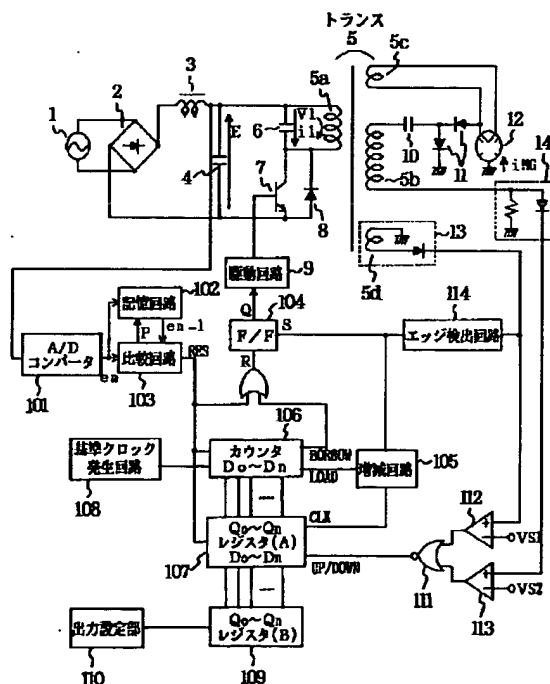 トランス
5
5a
5c
3
2
1
E
4
6
V1
i1
7
8
10
11
12
iMG
14
5b
13
5d
駆動回路
9
Q
104
F/F
S
R
114
エッジ検出回路
102
記憶回路
P
en-1
A/D
コンバータ
en
101
比較回路
RES
103
106
カウンタ
Do~Dn
BORROW
LOAD
増減回路
105
基準クロック
発生回路
108
CLK
Qo~Qn
レジスタ(A)
Do~Dn
UP/DOWN
107
112
VS1
111
VS2
113
出力設定部
110
Qo~Qn
レジスタ(B)
109